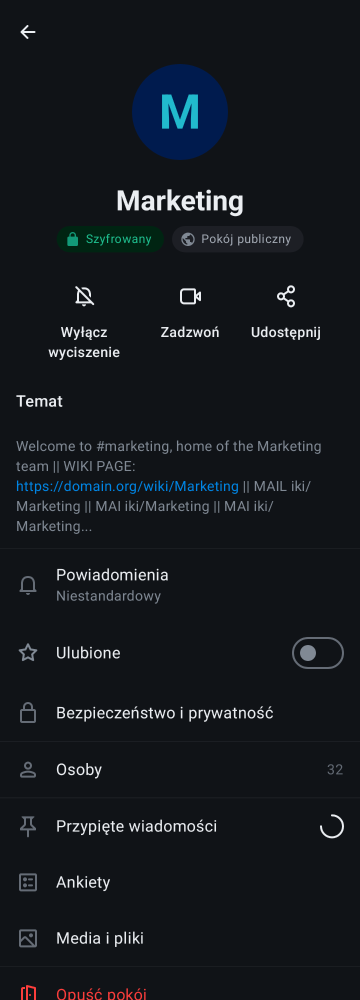 M
Marketing
Szyfrowany
Pokój publiczny
Wyłącz
wyciszenie
Zadzwoń
Udostępnij
Temat
Welcome to #marketing, home of the Marketing
team || WIKI PAGE:
https://domain.org/wiki/Marketing || MAIL iki/
Marketing || MAI iki/Marketing || MAI iki/
Marketing...
Powiadomienia
Niestandardowy
Ulubione
Bezpieczeństwo i prywatność
Osoby 32
Przypięte wiadomości
Ankiety
Media i pliki
Opuść pokój